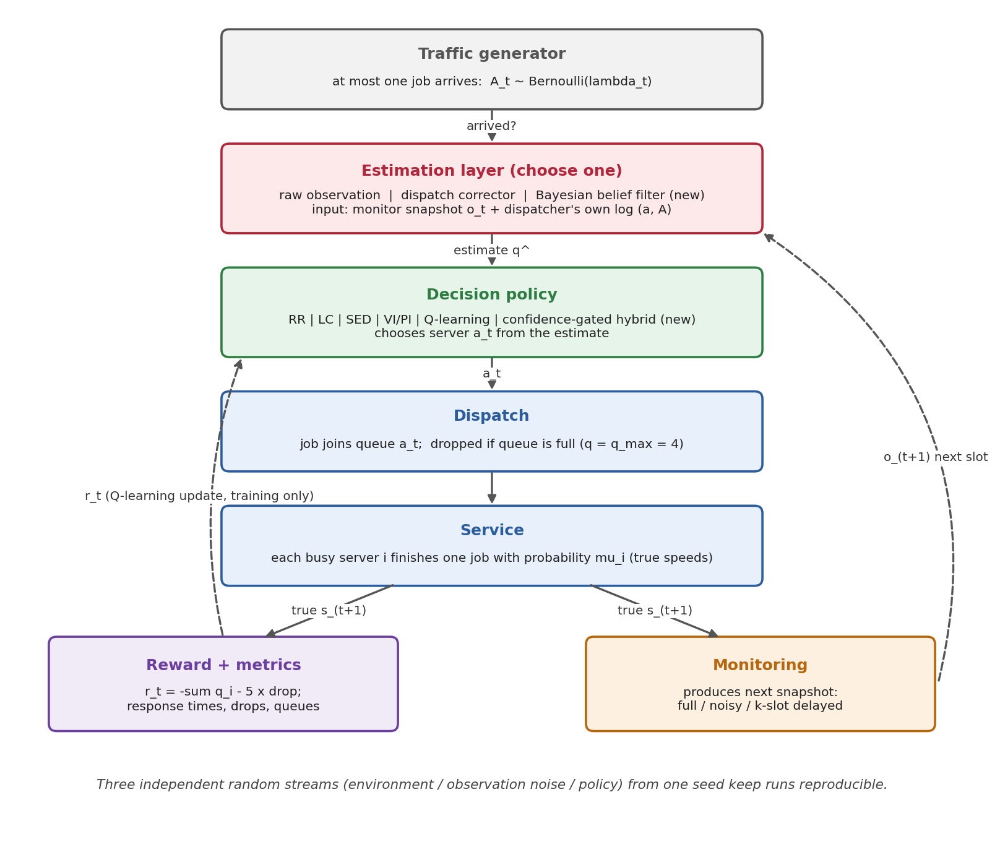 Traffic generator
at most one job arrives:  A_t ~ Bernoulli(lambda_t)
arrived?
Estimation layer (choose one)
raw observation  |  dispatch corrector  |  Bayesian belief filter (new)
input: monitor snapshot o_t + dispatcher's own log (a, A)
estimate q^
Decision policy
RR | LC | SED | VI/PI | Q-learning | confidence-gated hybrid (new)
chooses server a_t from the estimate
a_t
Dispatch
job joins queue a_t;  dropped if queue is full (q = q_max = 4)
o_(t+1) next slot
r_t (Q-learning update, training only)
Service
each busy server i finishes one job with probability mu_i (true speeds)
true s_(t+1)
true s_(t+1)
Reward + metrics
r_t = -sum q_i - 5 x drop;
response times, drops, queues
Monitoring
produces next snapshot:
full / noisy / k-slot delayed
Three independent random streams (environment / observation noise / policy) from one seed keep runs reproducible.